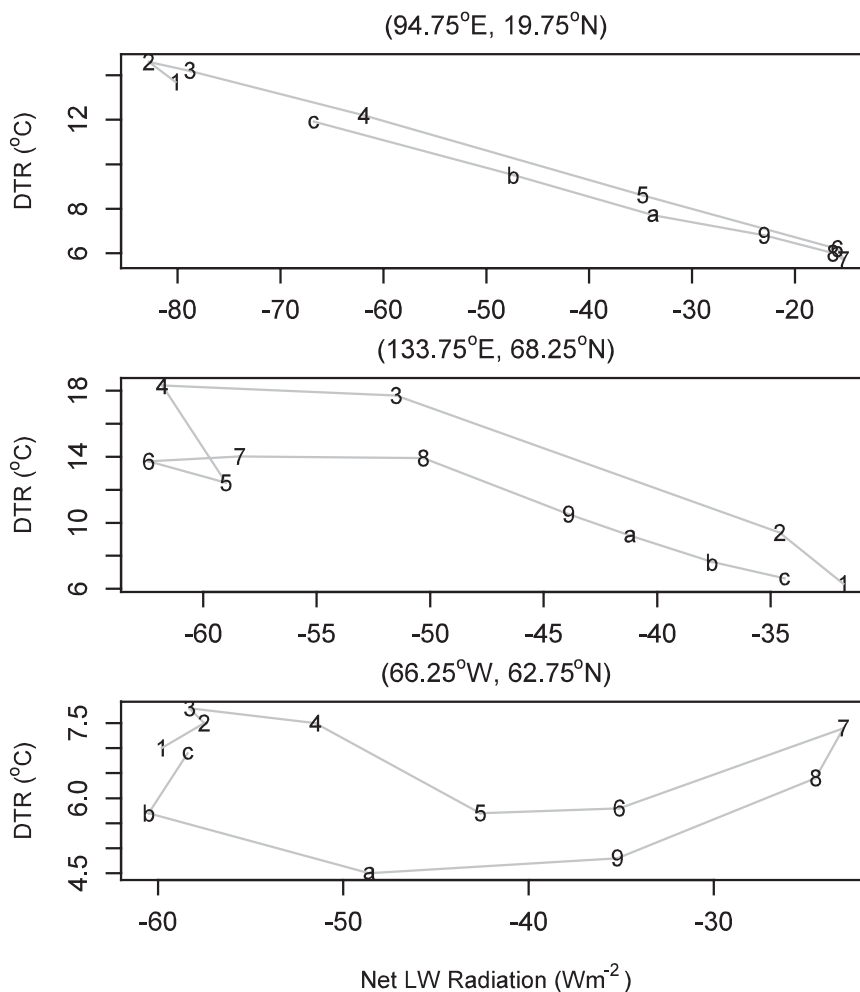 (94.75°E, 19.75°N)
DTR (°C)
12
8
6
2
3
1
c
4
b
5
a
9
6
8
7
-80 -70 -60 -50 -40 -30 -20
(133.75°E, 68.25°N)
DTR (°C)
18
14
10
6
4
3
7
6
8
5
9
2
a
b
c
1
-60 -55 -50 -45 -40 -35
(66.25°W, 62.75°N)
DTR (°C)
7.5
6.0
4.5
3
2
4
7
1
c
8
b
5
6
9
a
-60 -50 -40 -30
Net LW Radiation (Wm⁻²)